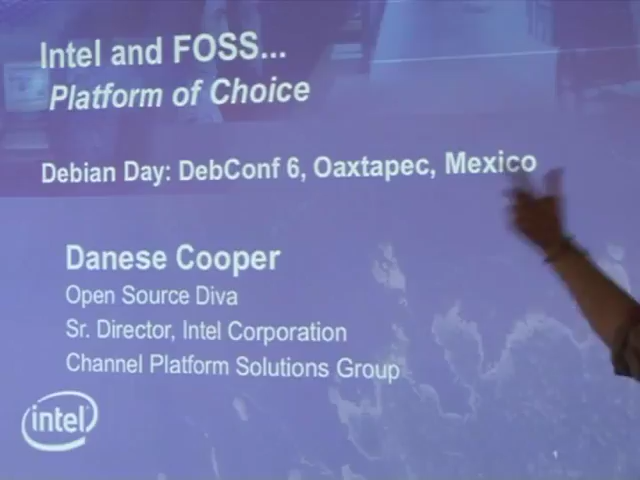 Intel and FOSS...
Platform of Choice
Debian Day: DebConf 6, Oaxtapec, Mexico
Danese Cooper
Open Source Diva
Sr. Director, Intel Corporation
Channel Platform Solutions Group
intel